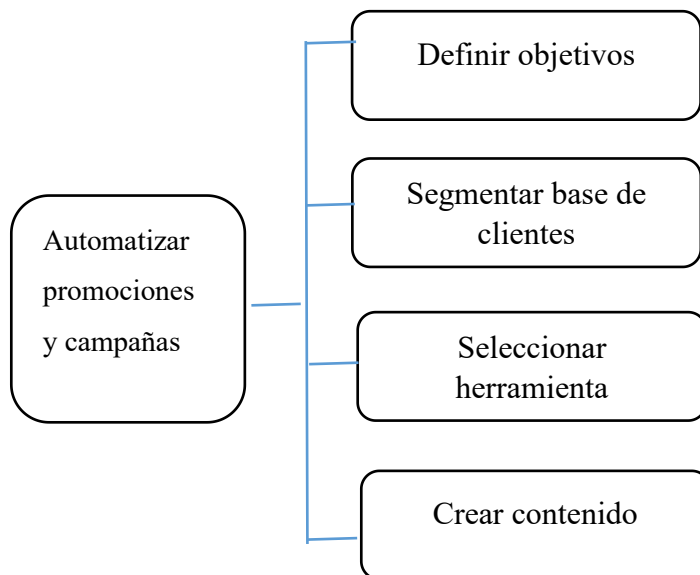 Automatizar
promociones
y campañas
Definir objetivos
Segmentar base de
clientes
Seleccionar
herramienta
Crear contenido